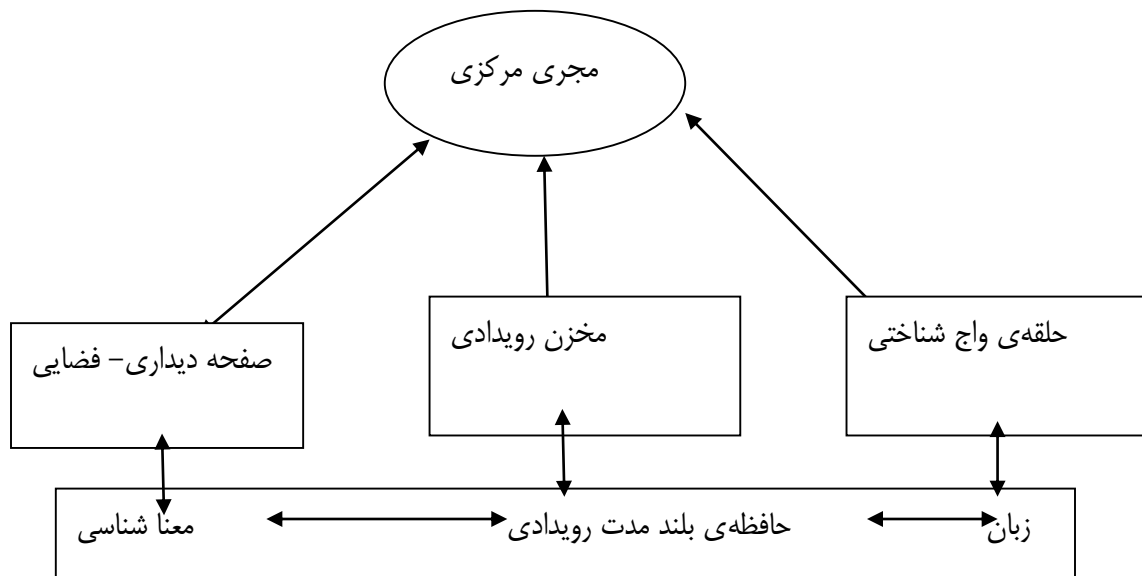 مجری مرکزی
حلقه‌ی واج شناختی
مخزن رویدادی
صفحه دیداری– فضایی
زبان
حافظه‌ی بلند مدت رویدادی
معنا شناسی